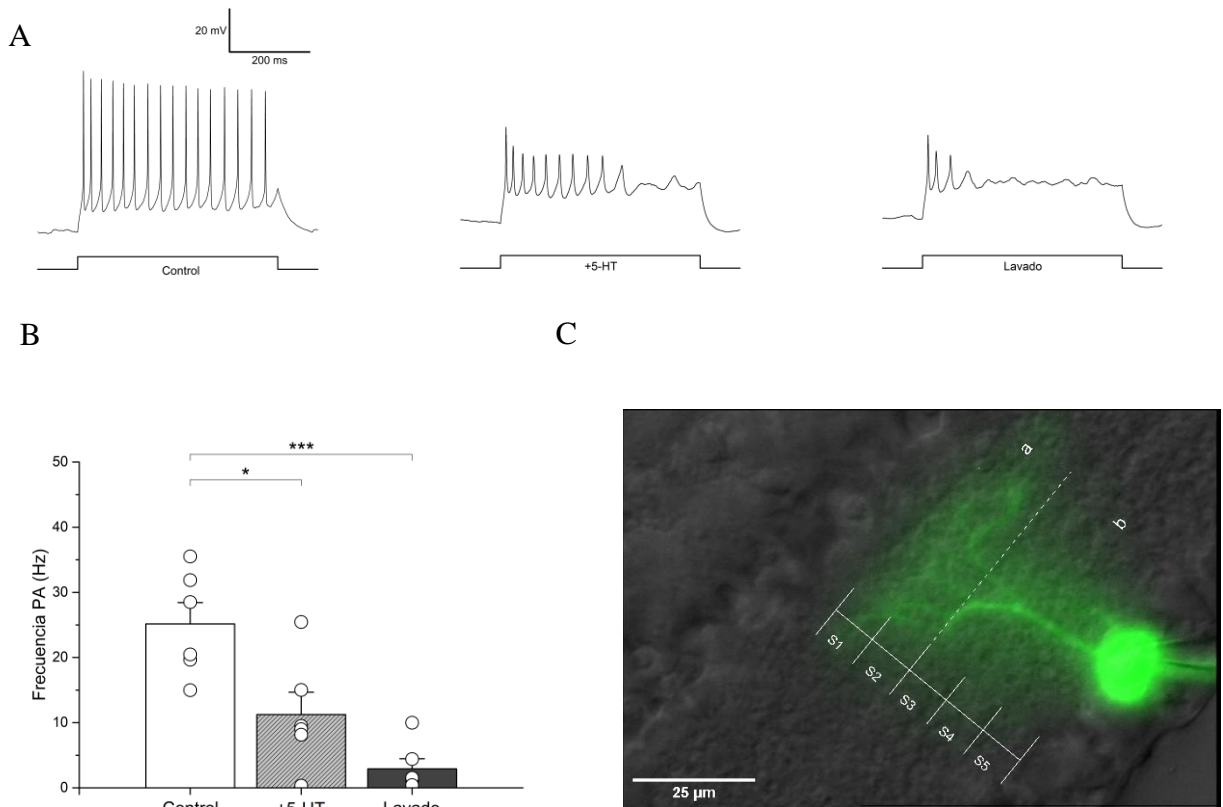 A
20 mV
200 ms
Control
+5-HT
Lavado
B
C
***
*
50
40
30
20
10
0
Frecuencia PA (Hz)
Control
+5-HT
Lavado
a
b
S1
S2
S3
S4
S5
25 µm